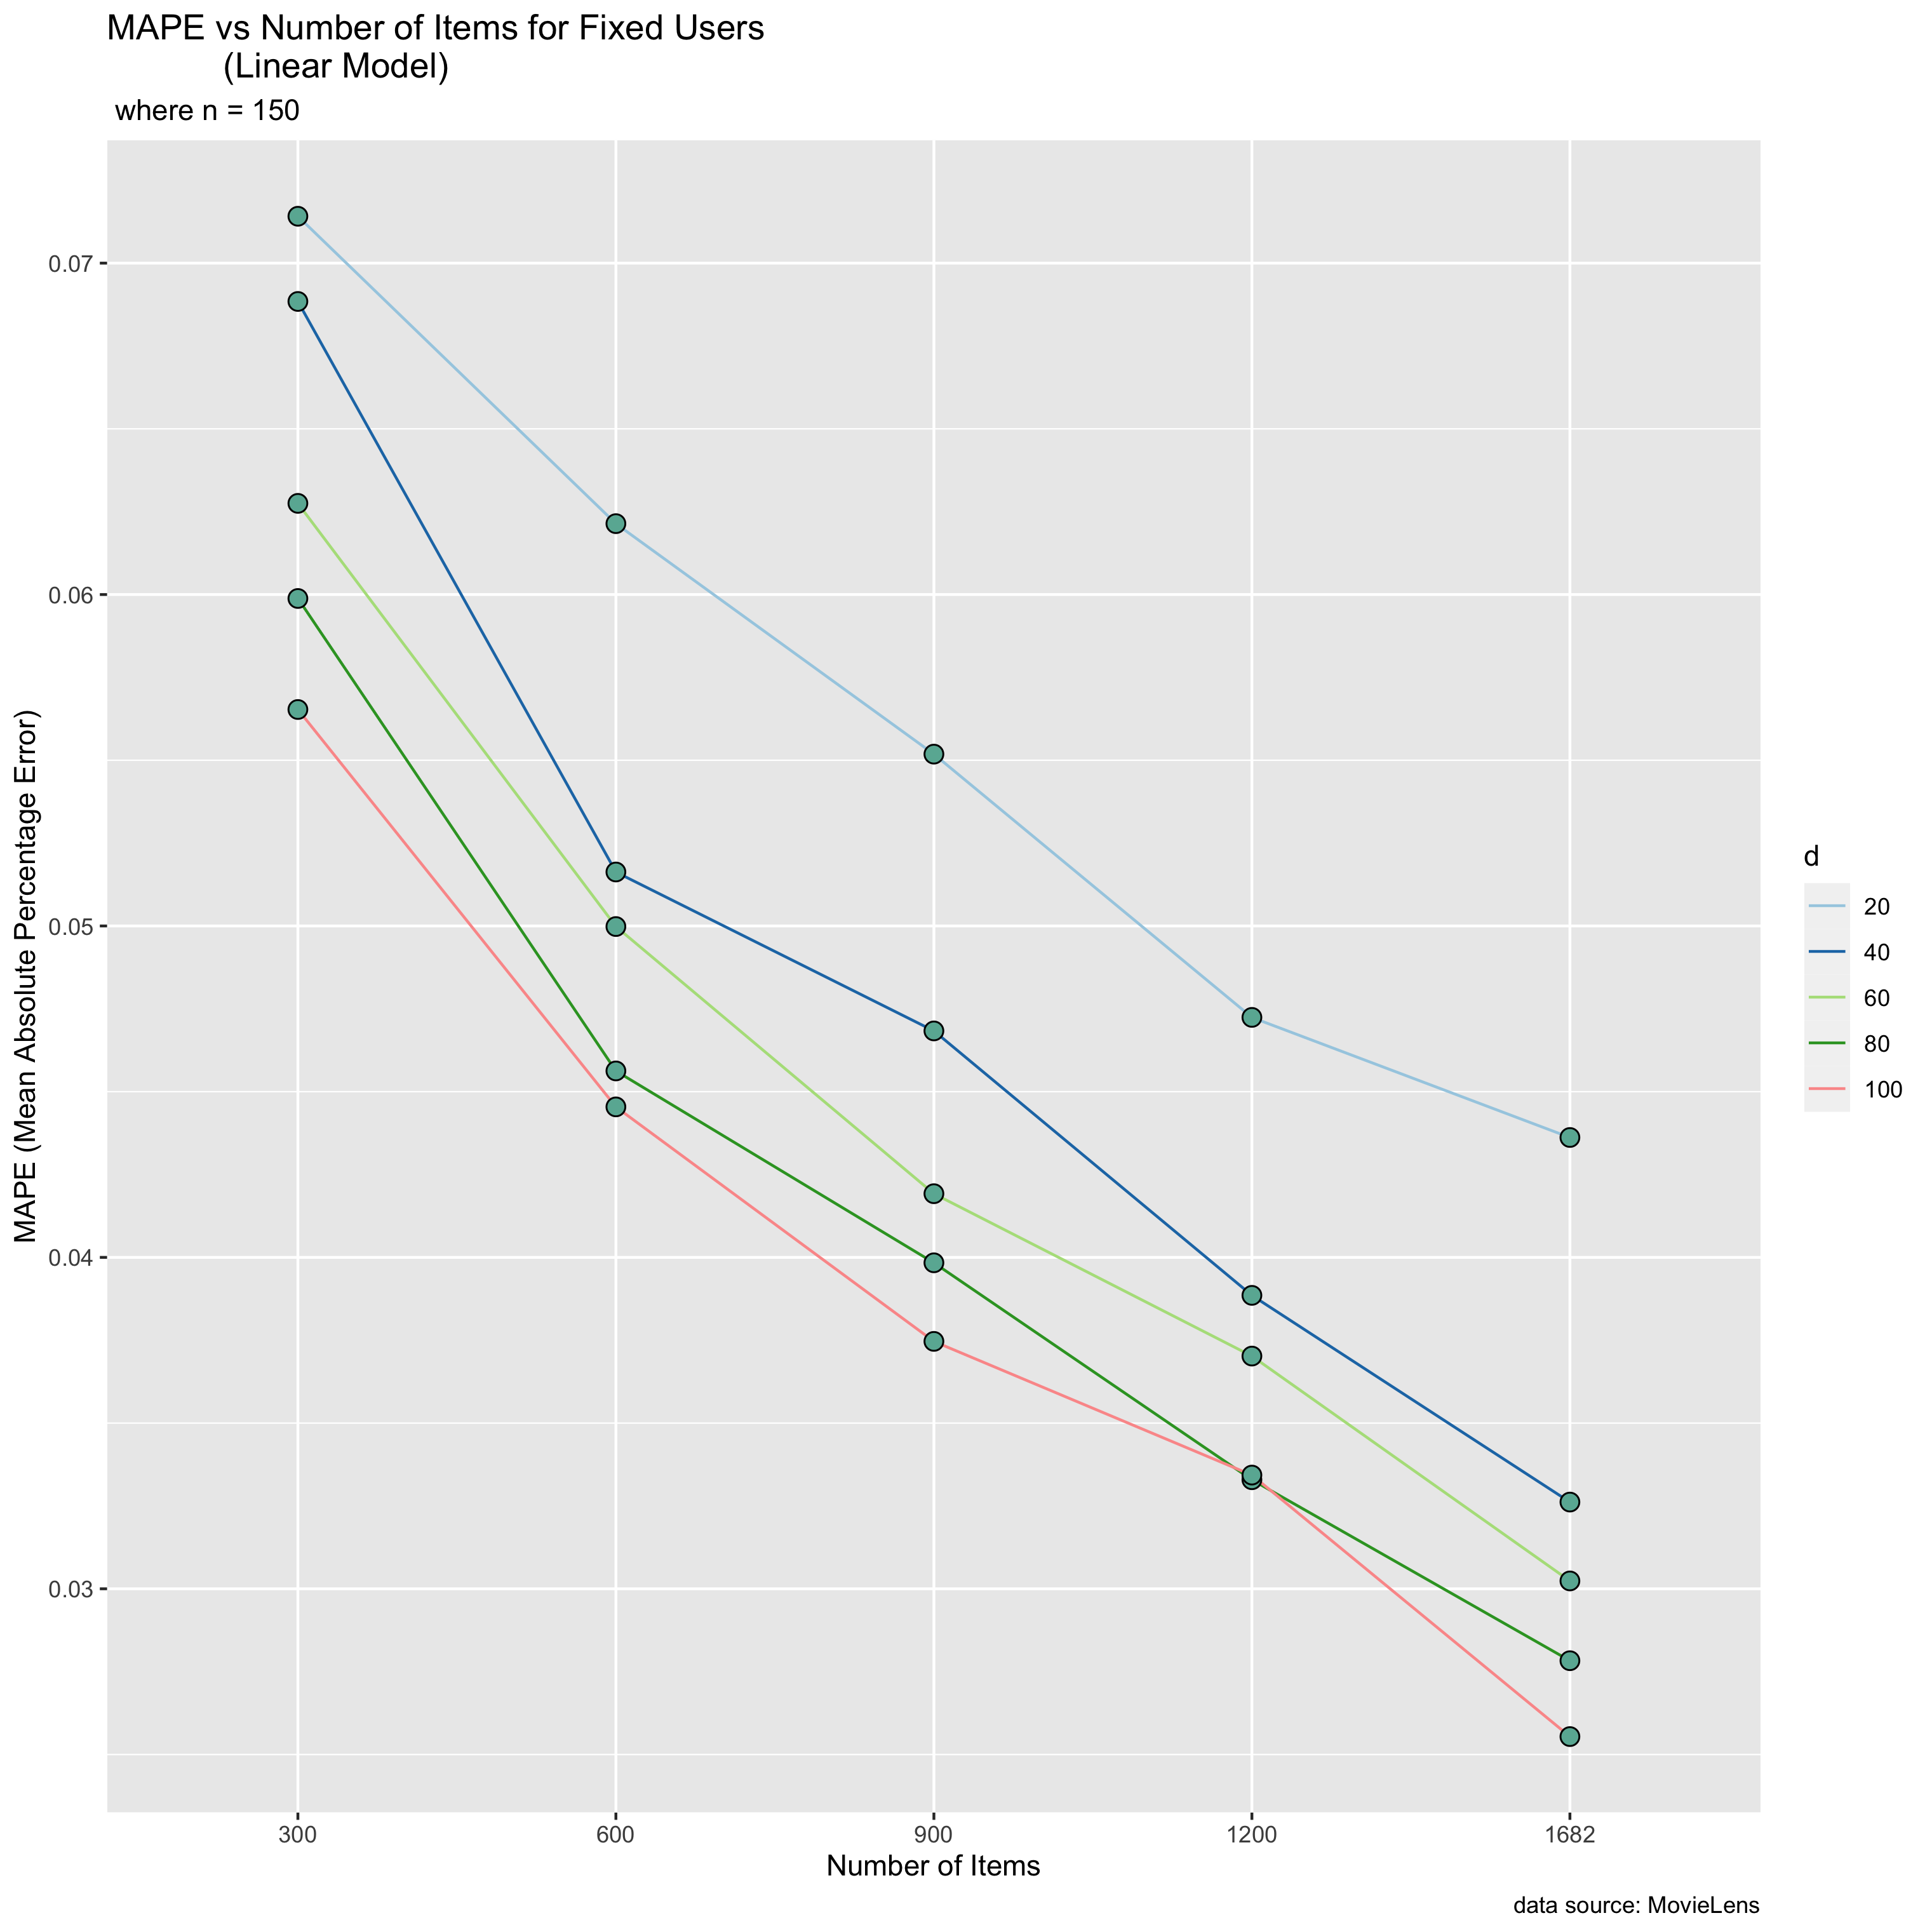 MAPE vs Number of Items for Fixed Users
(Linear Model)
where n = 150
MAPE (Mean Absolute Percentage Error)
0.07
0.06
0.05
0.04
0.03
300
600
900
1200
1682
Number of Items
d
20
40
60
80
100
data source: MovieLens